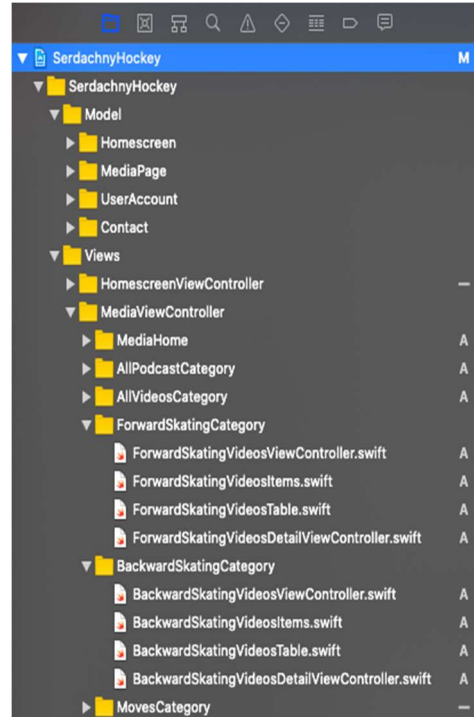 SerdachnyHockey M
SerdachnyHockey
Model
Homescreen
MediaPage
UserAccount
Contact
Views
HomescreenViewController –
MediaViewController
MediaHome A
AllPodcastCategory A
AllVideosCategory A
ForwardSkatingCategory
ForwardSkatingVideosViewController.swift A
ForwardSkatingVideosItems.swift A
ForwardSkatingVideosTable.swift A
ForwardSkatingVideosDetailViewController.swift A
BackwardSkatingCategory
BackwardSkatingVideosViewController.swift A
BackwardSkatingVideosItems.swift A
BackwardSkatingVideosTable.swift A
BackwardSkatingVideosDetailViewController.swift A
MovesCategory –